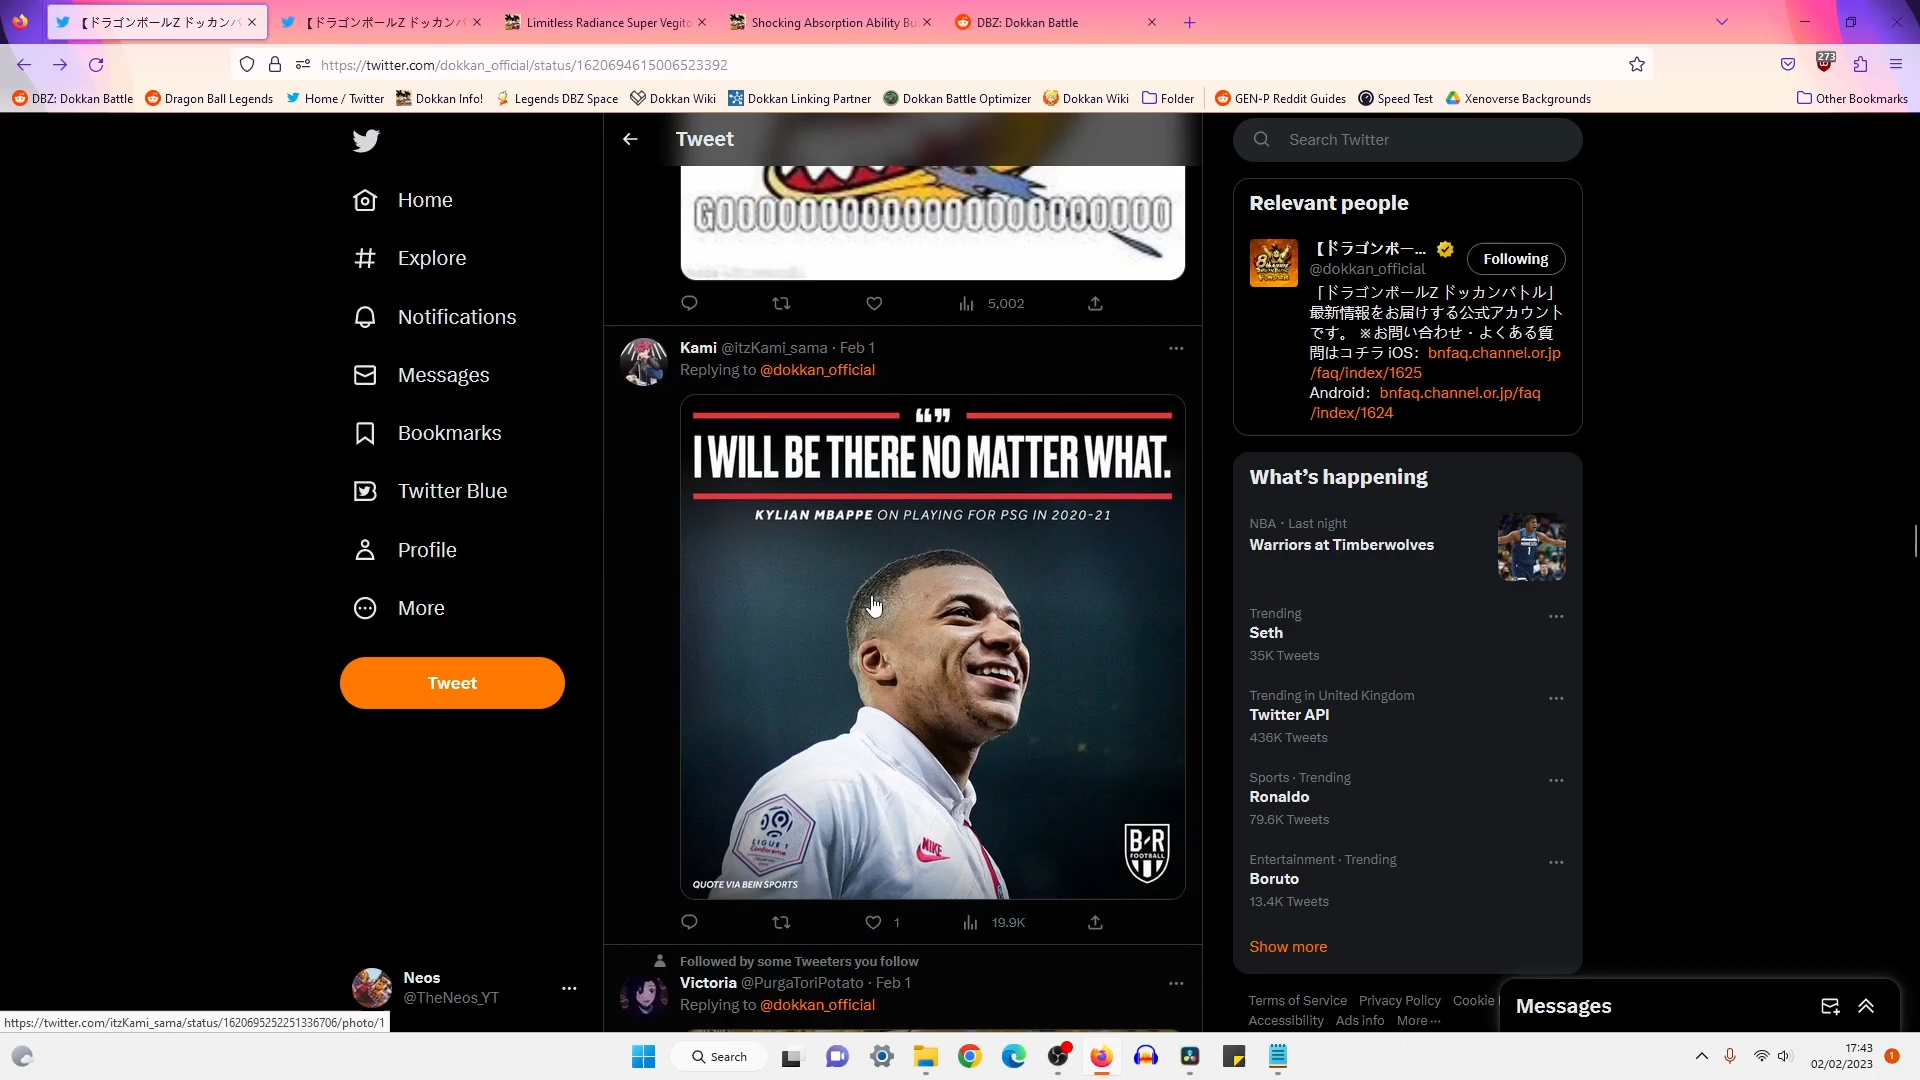 【ドラゴンボールZ ドッカンバ
【ドラゴンボールZ ドッカンバ
Limitless Radiance Super Vegito
Shocking Absorption Ability Bu
DBZ: Dokkan Battle
https://twitter.com/dokkan_official/status/1620694615006523392
273
DBZ: Dokkan Battle
Dragon Ball Legends
Home / Twitter
Dokkan Info!
Legends DBZ Space
Dokkan Wiki
Dokkan Linking Partner
Dokkan Battle Optimizer
Dokkan Wiki
Folder
GEN-P Reddit Guides
Speed Test
Xenoverse Backgrounds
Other Bookmarks
Home
Explore
Notifications
Messages
Bookmarks
Twitter Blue
Profile
More
Tweet
Neos
@TheNeos_YT
https://twitter.com/itzKami_sama/status/1620695252251336706/photo/1
Tweet
GOOOOOOOOOOOOOOOOOOOOOO
5,002
Kami @itzKami_sama · Feb 1
Replying to @dokkan_official
“”
I WILL BE THERE NO MATTER WHAT.
KYLIAN MBAPPE ON PLAYING FOR PSG IN 2020-21
LIGUE 1
Conforama
NIKE
B/R
FOOTBALL
QUOTE VIA BEIN SPORTS
1
19.9K
Followed by some Tweeters you follow
Victoria @PurgaToriPotato · Feb 1
Replying to @dokkan_official
Search Twitter
Relevant people
【ドラゴンボー...
@dokkan_official
Following
「ドラゴンボールZ ドッカンバトル」
最新情報をお届けする公式アカウント
です。 ※お問い合わせ・よくある質
問はコチラ iOS： bnfaq.channel.or.jp
/faq/index/1625
Android： bnfaq.channel.or.jp/faq
/index/1624
What’s happening
NBA · Last night
Warriors at Timberwolves
Trending
Seth
35K Tweets
Trending in United Kingdom
Twitter API
436K Tweets
Sports · Trending
Ronaldo
79.6K Tweets
Entertainment · Trending
Boruto
13.4K Tweets
Show more
Terms of Service Privacy Policy Cookie
Accessibility Ads info More
Messages
Search
17:43
02/02/2023
1